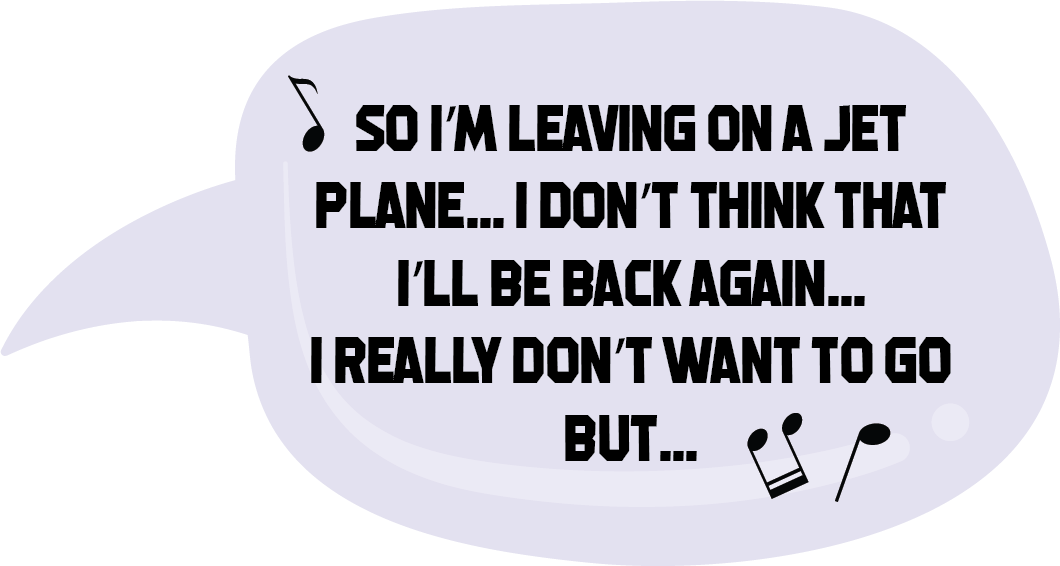 SO I'M LEAVING ON A JET
PLANE... I DON'T THINK THAT
I'LL BE BACK AGAIN...
I REALLY DON'T WANT TO GO
BUT...